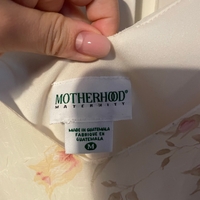 MOTHERHOOD®
MATERNITY
MADE IN GUATEMALA
FABRIQUE EN
GUATEMALA
M